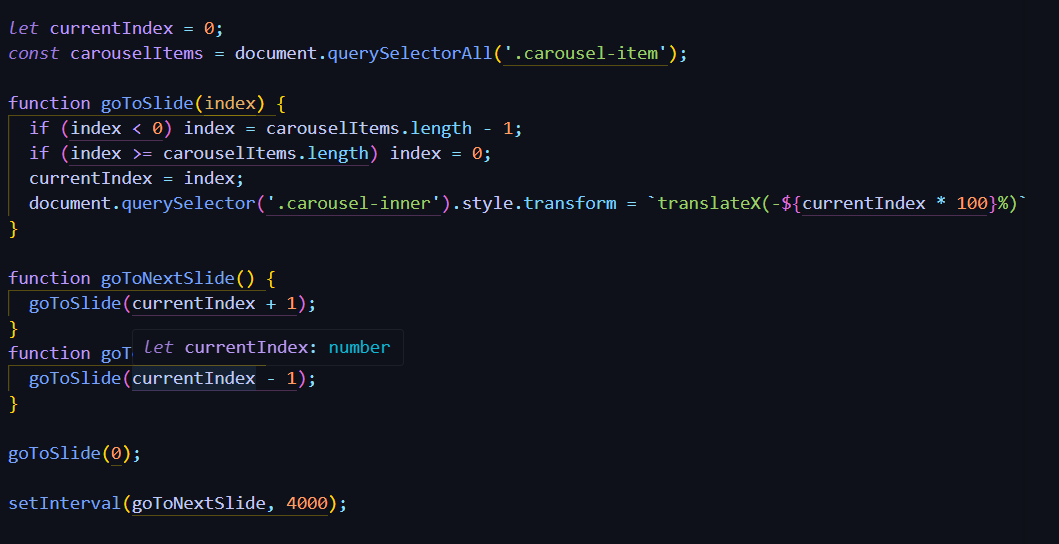 let currentIndex = 0;
const carouselItems = document.querySelectorAll('.carousel-item');
function goToSlide(index) {
if (index < 0) index = carouselItems.length - 1;
if (index >= carouselItems.length) index = 0;
currentIndex = index;
document.querySelector('.carousel-inner').style.transform = `translateX(-${currentIndex * 100}%)`
}
function goToNextSlide() {
goToSlide(currentIndex + 1);
}
function goT
let currentIndex: number
goToSlide(currentIndex - 1);
}
goToSlide(0);
setInterval(goToNextSlide, 4000);